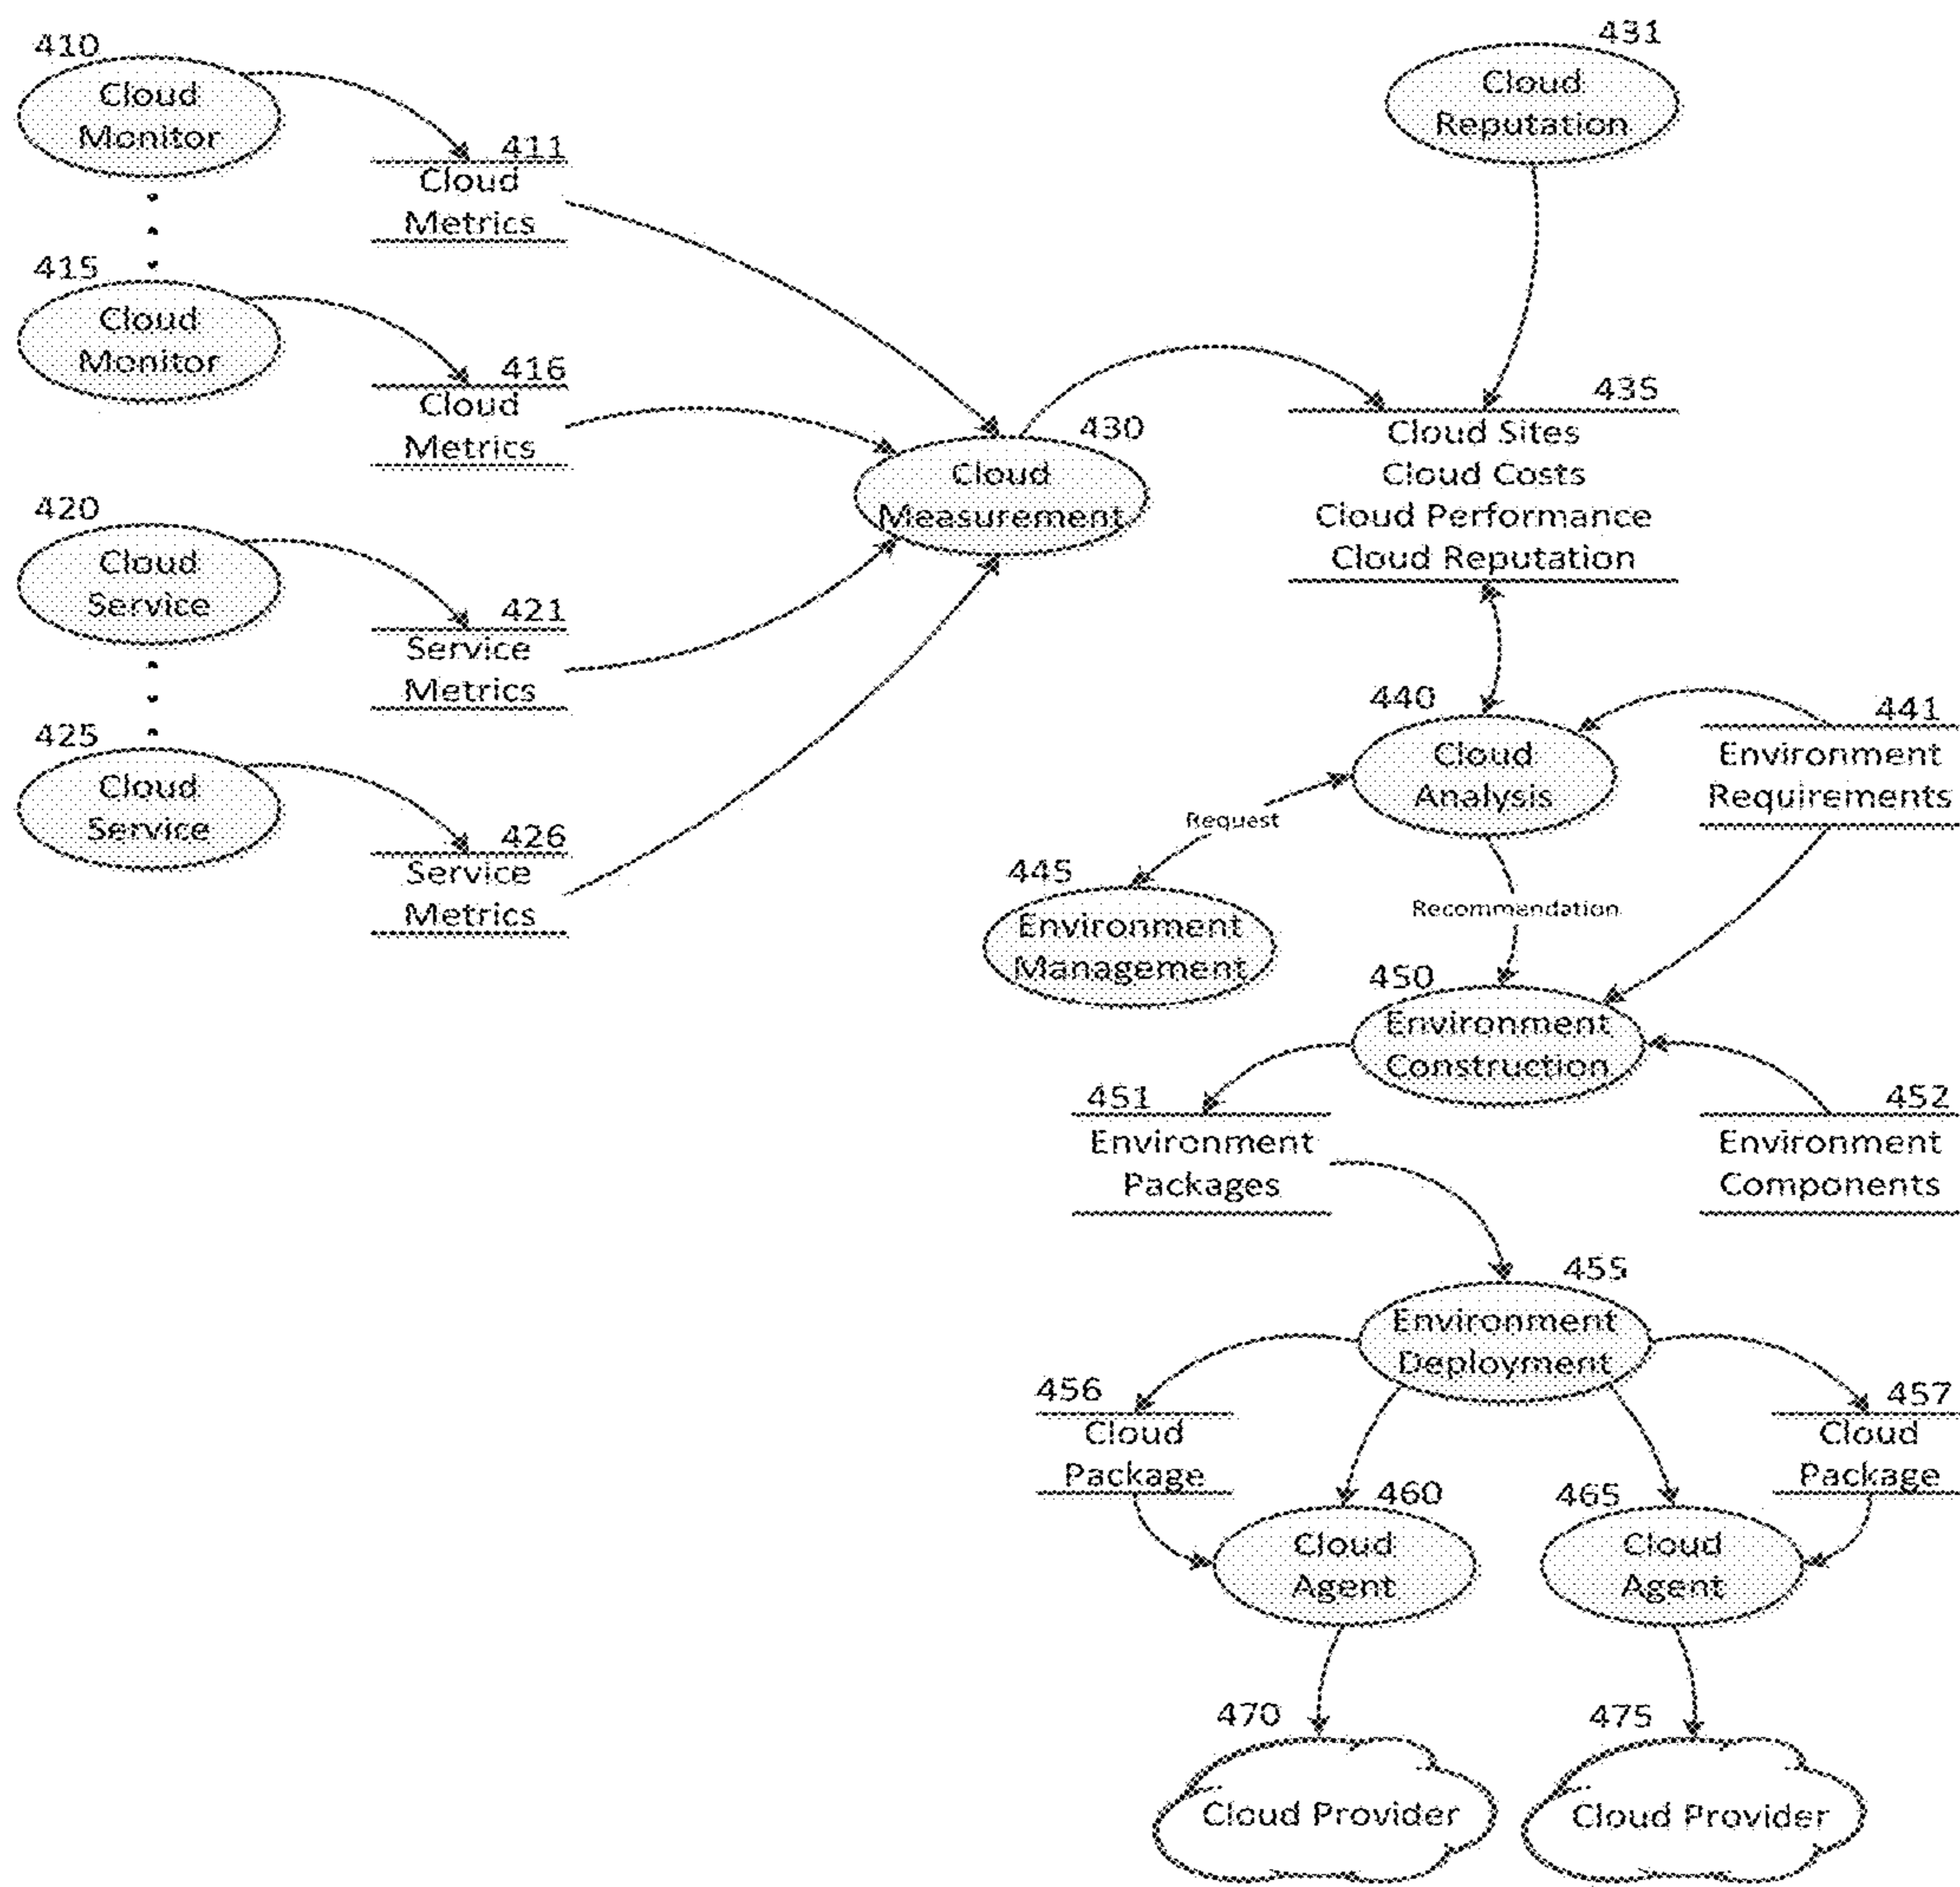 410
Cloud
Monitor
411
Cloud
Metrics
415
Cloud
Monitor
416
Cloud
Metrics
420
Cloud
Service
421
Service
Metrics
425
Cloud
Service
426
Service
Metrics
430
Cloud
Measurement
431
Cloud
Reputation
435
Cloud Sites
Cloud Costs
Cloud Performance
Cloud Reputation
440
Cloud
Analysis
441
Environment
Requirements
Request
445
Environment
Management
Recommendation
450
Environment
Construction
451
Environment
Packages
452
Environment
Components
455
Environment
Deployment
456
Cloud
Package
457
Cloud
Package
460
Cloud
Agent
465
Cloud
Agent
470
Cloud Provider
475
Cloud Provider